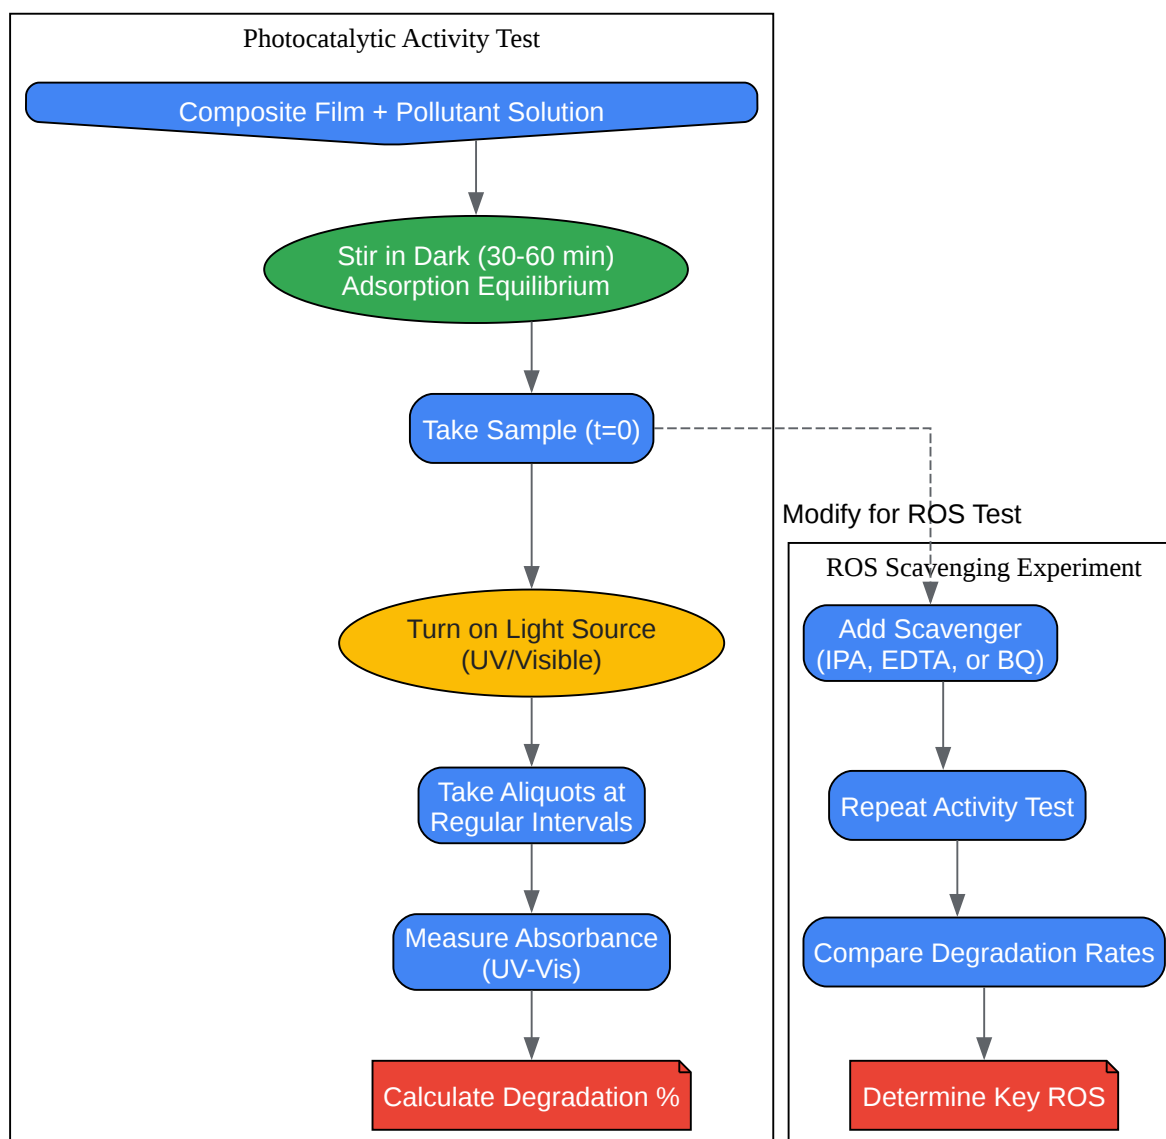 Photocatalytic Activity Test
Composite Film + Pollutant Solution
Stir in Dark (30-60 min)
Adsorption Equilibrium
Take Sample (t=0)
Turn on Light Source
(UV/Visible)
Take Aliquots at
Regular Intervals
Measure Absorbance
(UV-Vis)
Calculate Degradation %
Modify for ROS Test
ROS Scavenging Experiment
Add Scavenger
(IPA, EDTA, or BQ)
Repeat Activity Test
Compare Degradation Rates
Determine Key ROS